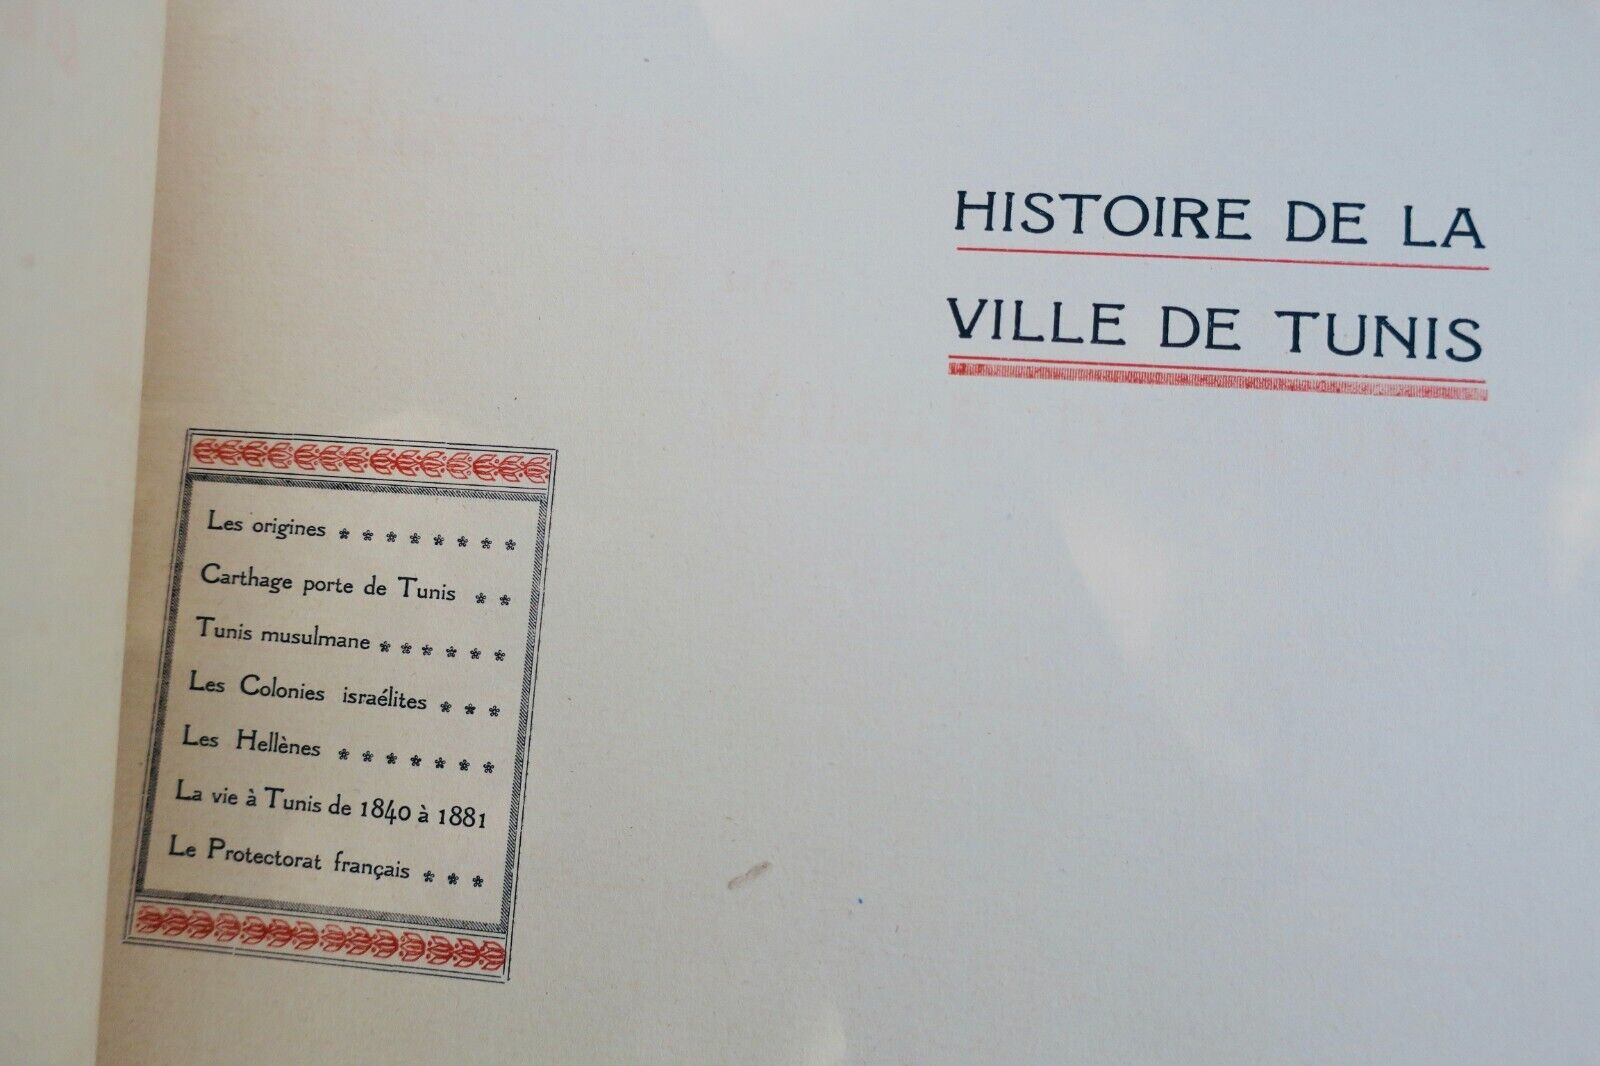 HISTOIRE DE LA
VILLE DE TUNIS
Les origines * * * * * * * *
Carthage porte de Tunis * *
Tunis musulmane * * * * * *
Les Colonies israélites * * *
Les Hellènes * * * * * * *
La vie à Tunis de 1840 à 1881
Le Protectorat français * * *